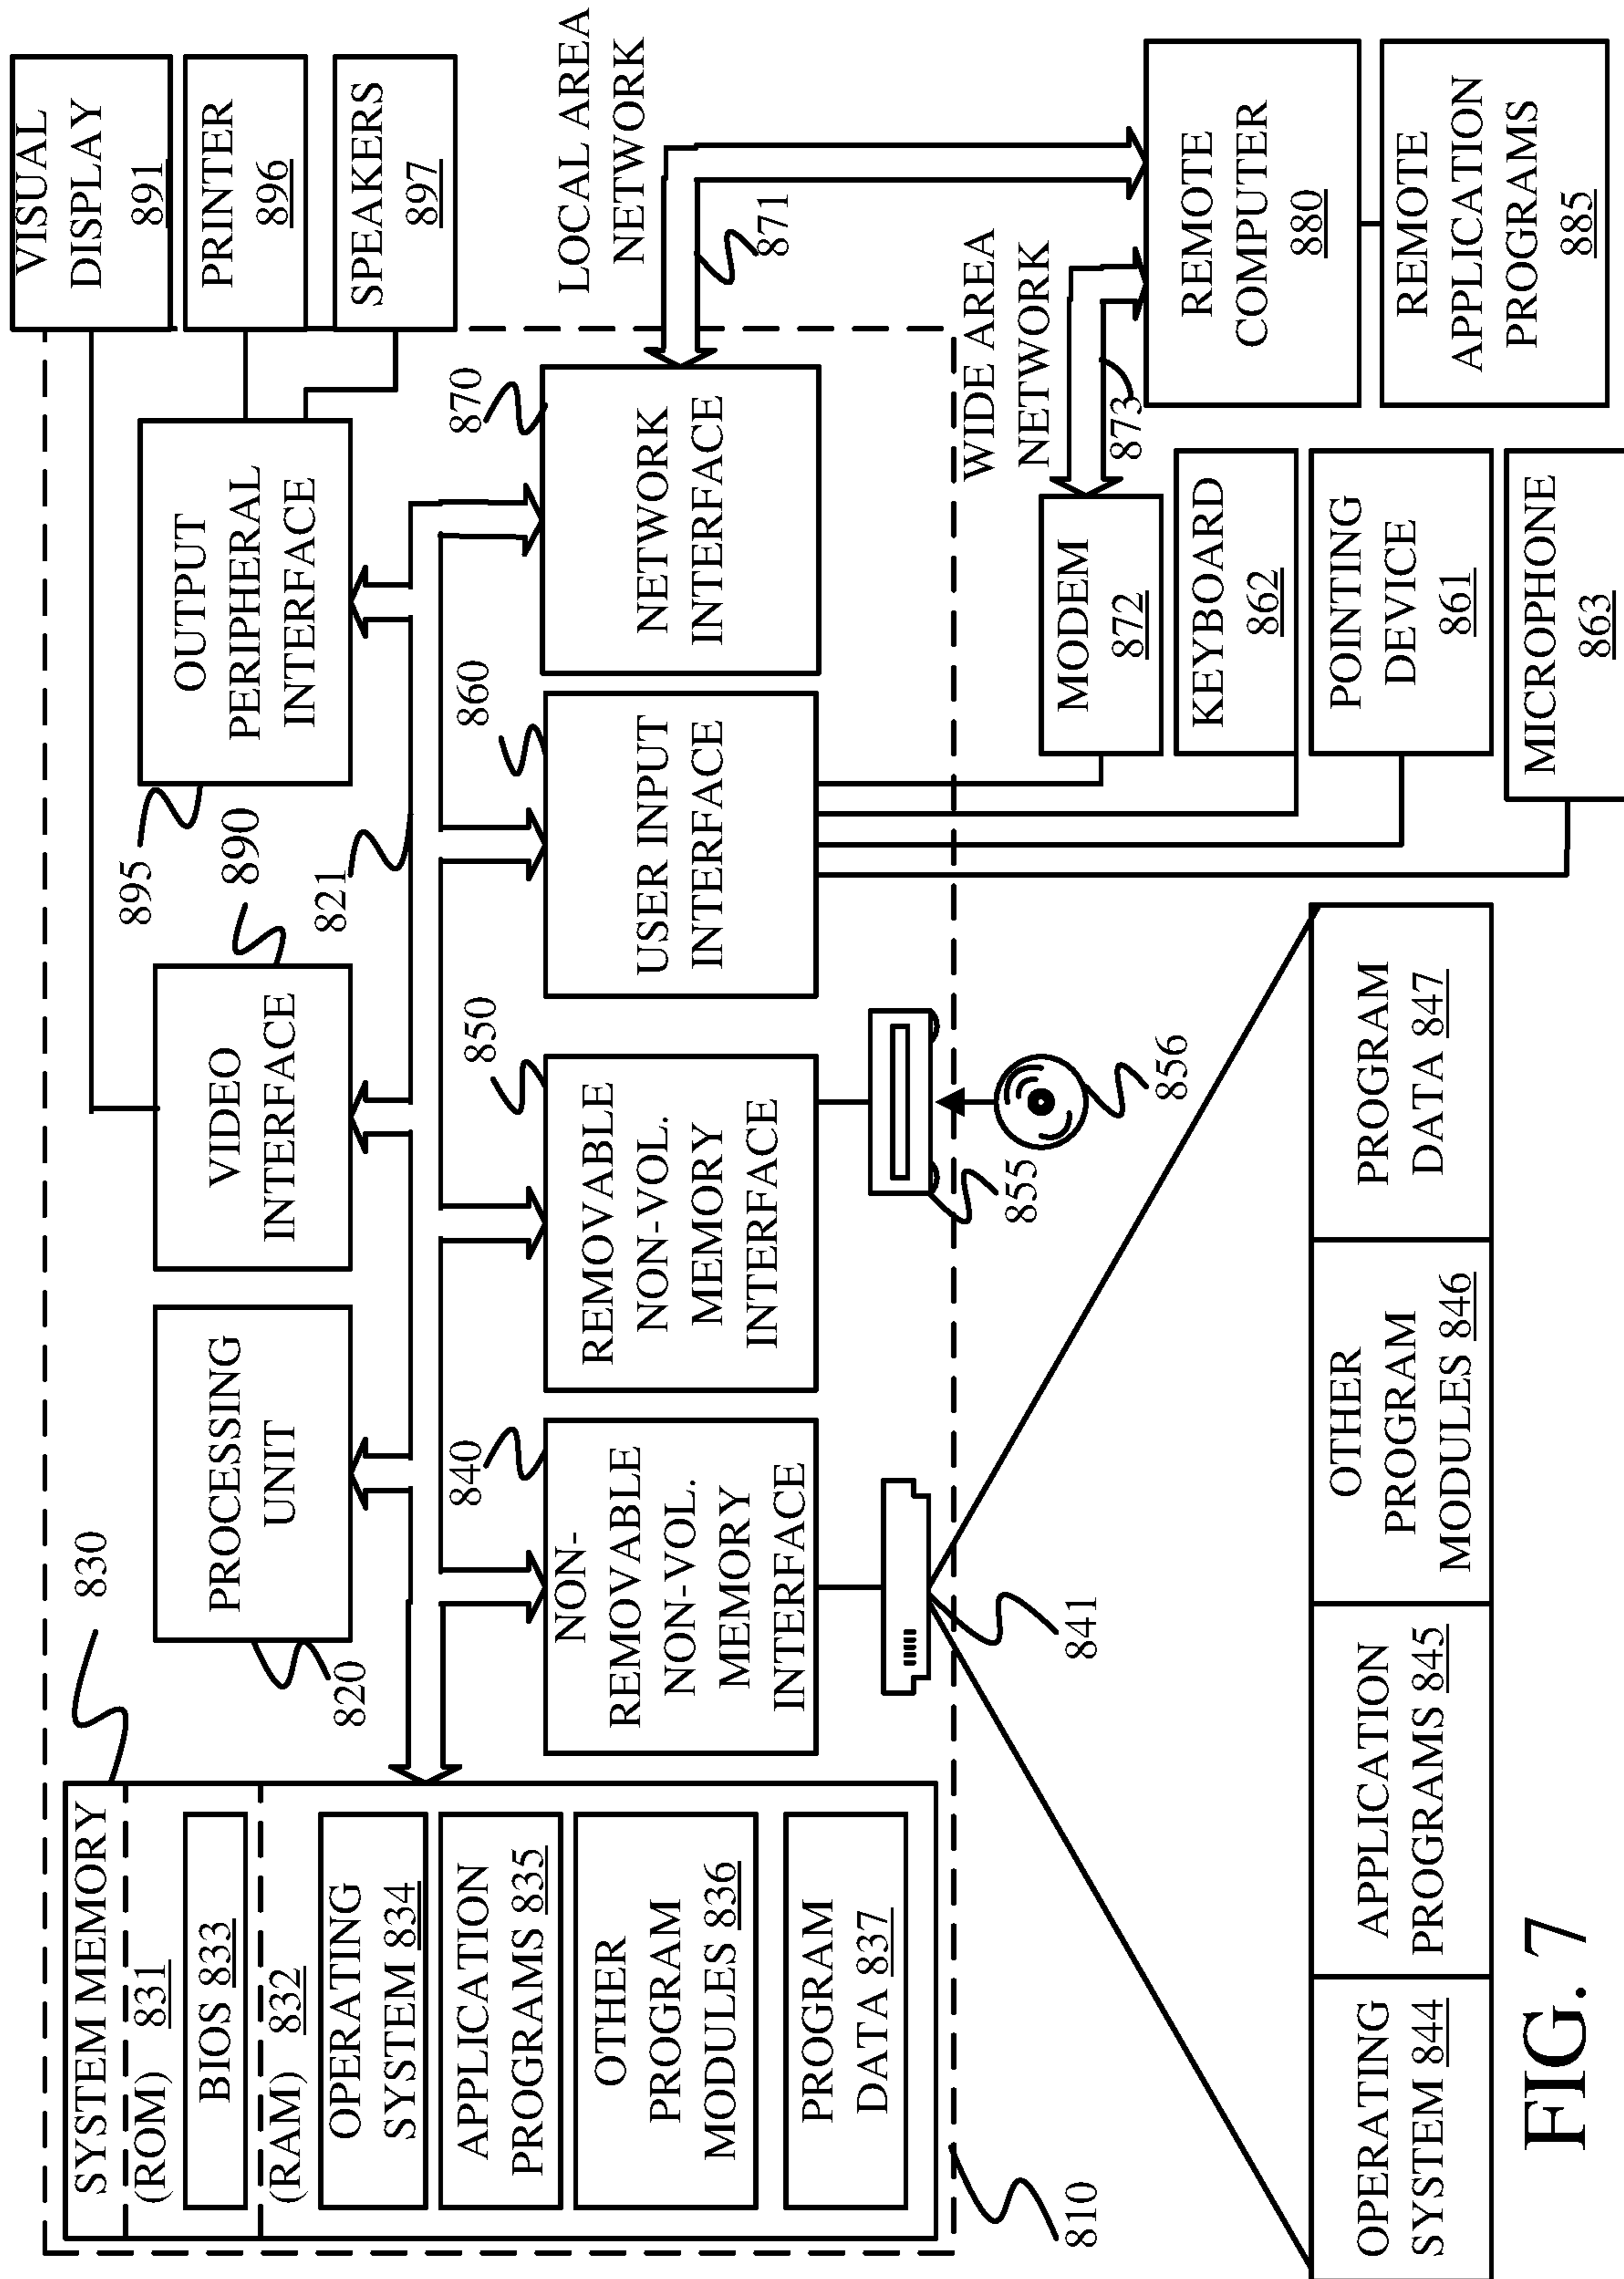 SYSTEM MEMORY
(ROM) 831
BIOS 833
(RAM) 832
OPERATING
SYSTEM 834
APPLICATION
PROGRAMS 835
OTHER
PROGRAM
MODULES 836
PROGRAM
DATA 837
810
830
820
PROCESSING
UNIT
890
VIDEO
INTERFACE
821
895
OUTPUT
PERIPHERAL
INTERFACE
VISUAL
DISPLAY
891
PRINTER
896
SPEAKERS
897
840
NON-
REMOVABLE
NON-VOL.
MEMORY
INTERFACE
850
REMOVABLE
NON-VOL.
MEMORY
INTERFACE
860
USER INPUT
INTERFACE
870
NETWORK
INTERFACE
LOCAL AREA
NETWORK
871
841
855
856
WIDE AREA
NETWORK
873
MODEM
872
KEYBOARD
862
POINTING
DEVICE
861
MICROPHONE
863
REMOTE
COMPUTER
880
REMOTE
APPLICATION
PROGRAMS
885
OPERATING
SYSTEM 844
APPLICATION
PROGRAMS 845
OTHER
PROGRAM
MODULES 846
PROGRAM
DATA 847
FIG. 7